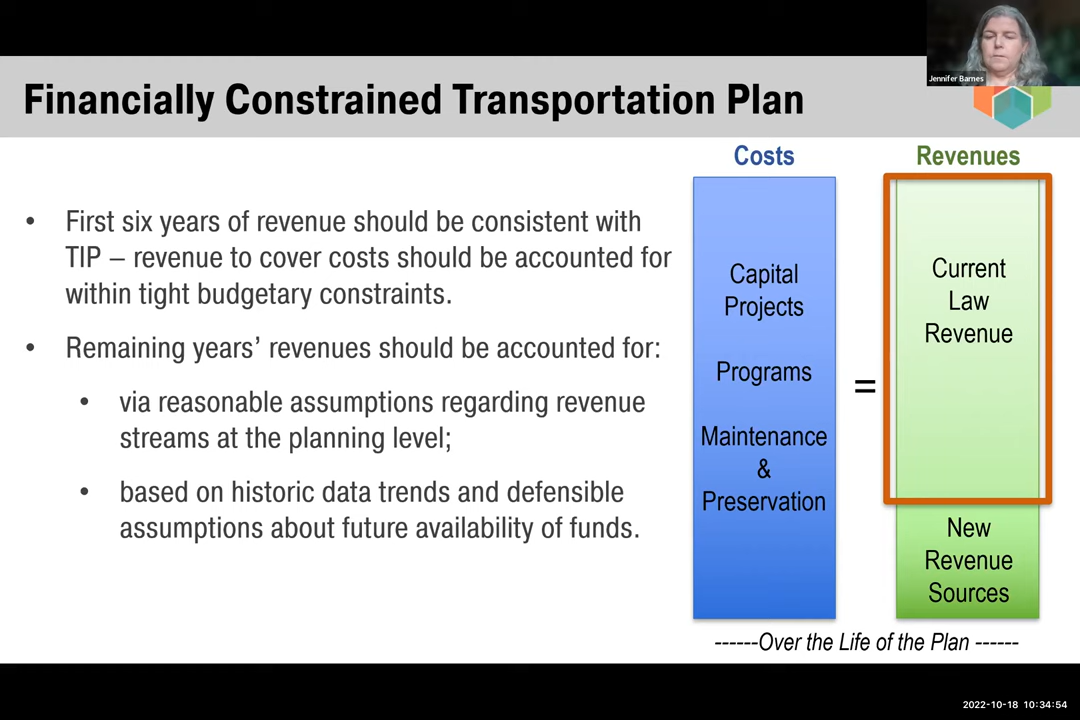 Jennifer Barnes
Financially Constrained Transportation Plan
• First six years of revenue should be consistent with
TIP – revenue to cover costs should be accounted for
within tight budgetary constraints.
• Remaining years’ revenues should be accounted for:
• via reasonable assumptions regarding revenue
streams at the planning level;
• based on historic data trends and defensible
assumptions about future availability of funds.
Costs
Capital
Projects
Programs
Maintenance
&
Preservation
=
Revenues
Current
Law
Revenue
New
Revenue
Sources
------Over the Life of the Plan ------
2022-10-18 10:34:54